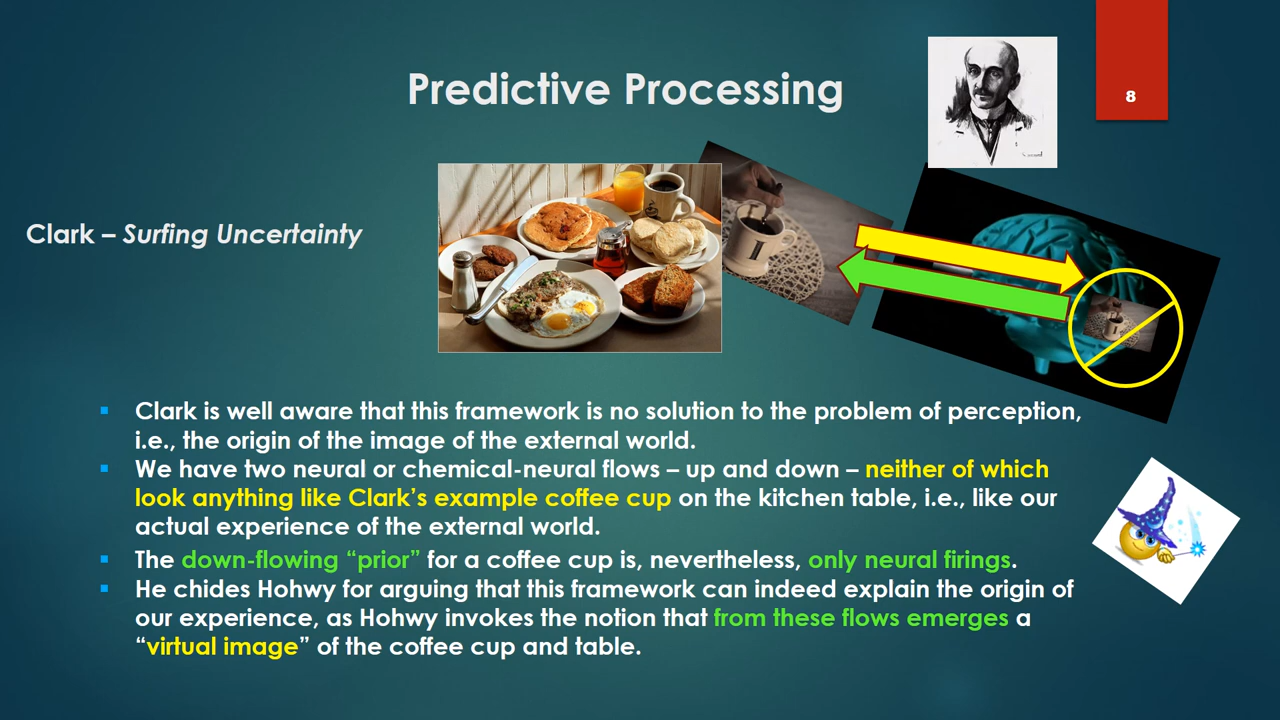 Predictive Processing
8
Clark – Surfing Uncertainty
I
▪ Clark is well aware that this framework is no solution to the problem of perception,
i.e., the origin of the image of the external world.
▪ We have two neural or chemical-neural flows – up and down – neither of which
look anything like Clark’s example coffee cup on the kitchen table, i.e., like our
actual experience of the external world.
▪ The down-flowing “prior” for a coffee cup is, nevertheless, only neural firings.
▪ He chides Hohwy for arguing that this framework can indeed explain the origin of
our experience, as Hohwy invokes the notion that from these flows emerges a
“virtual image” of the coffee cup and table.